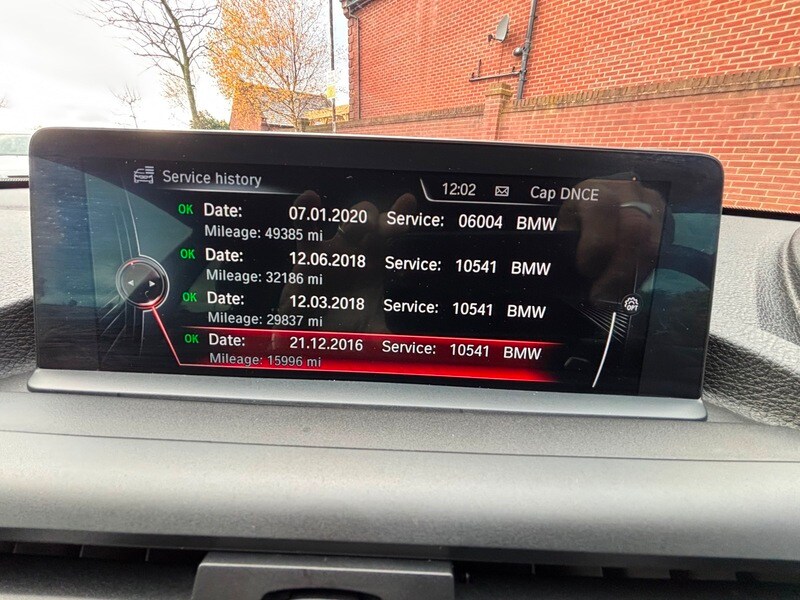 Service history
12:02 Cap DNCE
OK Date: 07.01.2020 Service: 06004 BMW
Mileage: 49385 mi
OK Date: 12.06.2018 Service: 10541 BMW
Mileage: 32186 mi
OK Date: 12.03.2018 Service: 10541 BMW
Mileage: 29837 mi
OK Date: 21.12.2016 Service: 10541 BMW
Mileage: 15996 mi
OPT